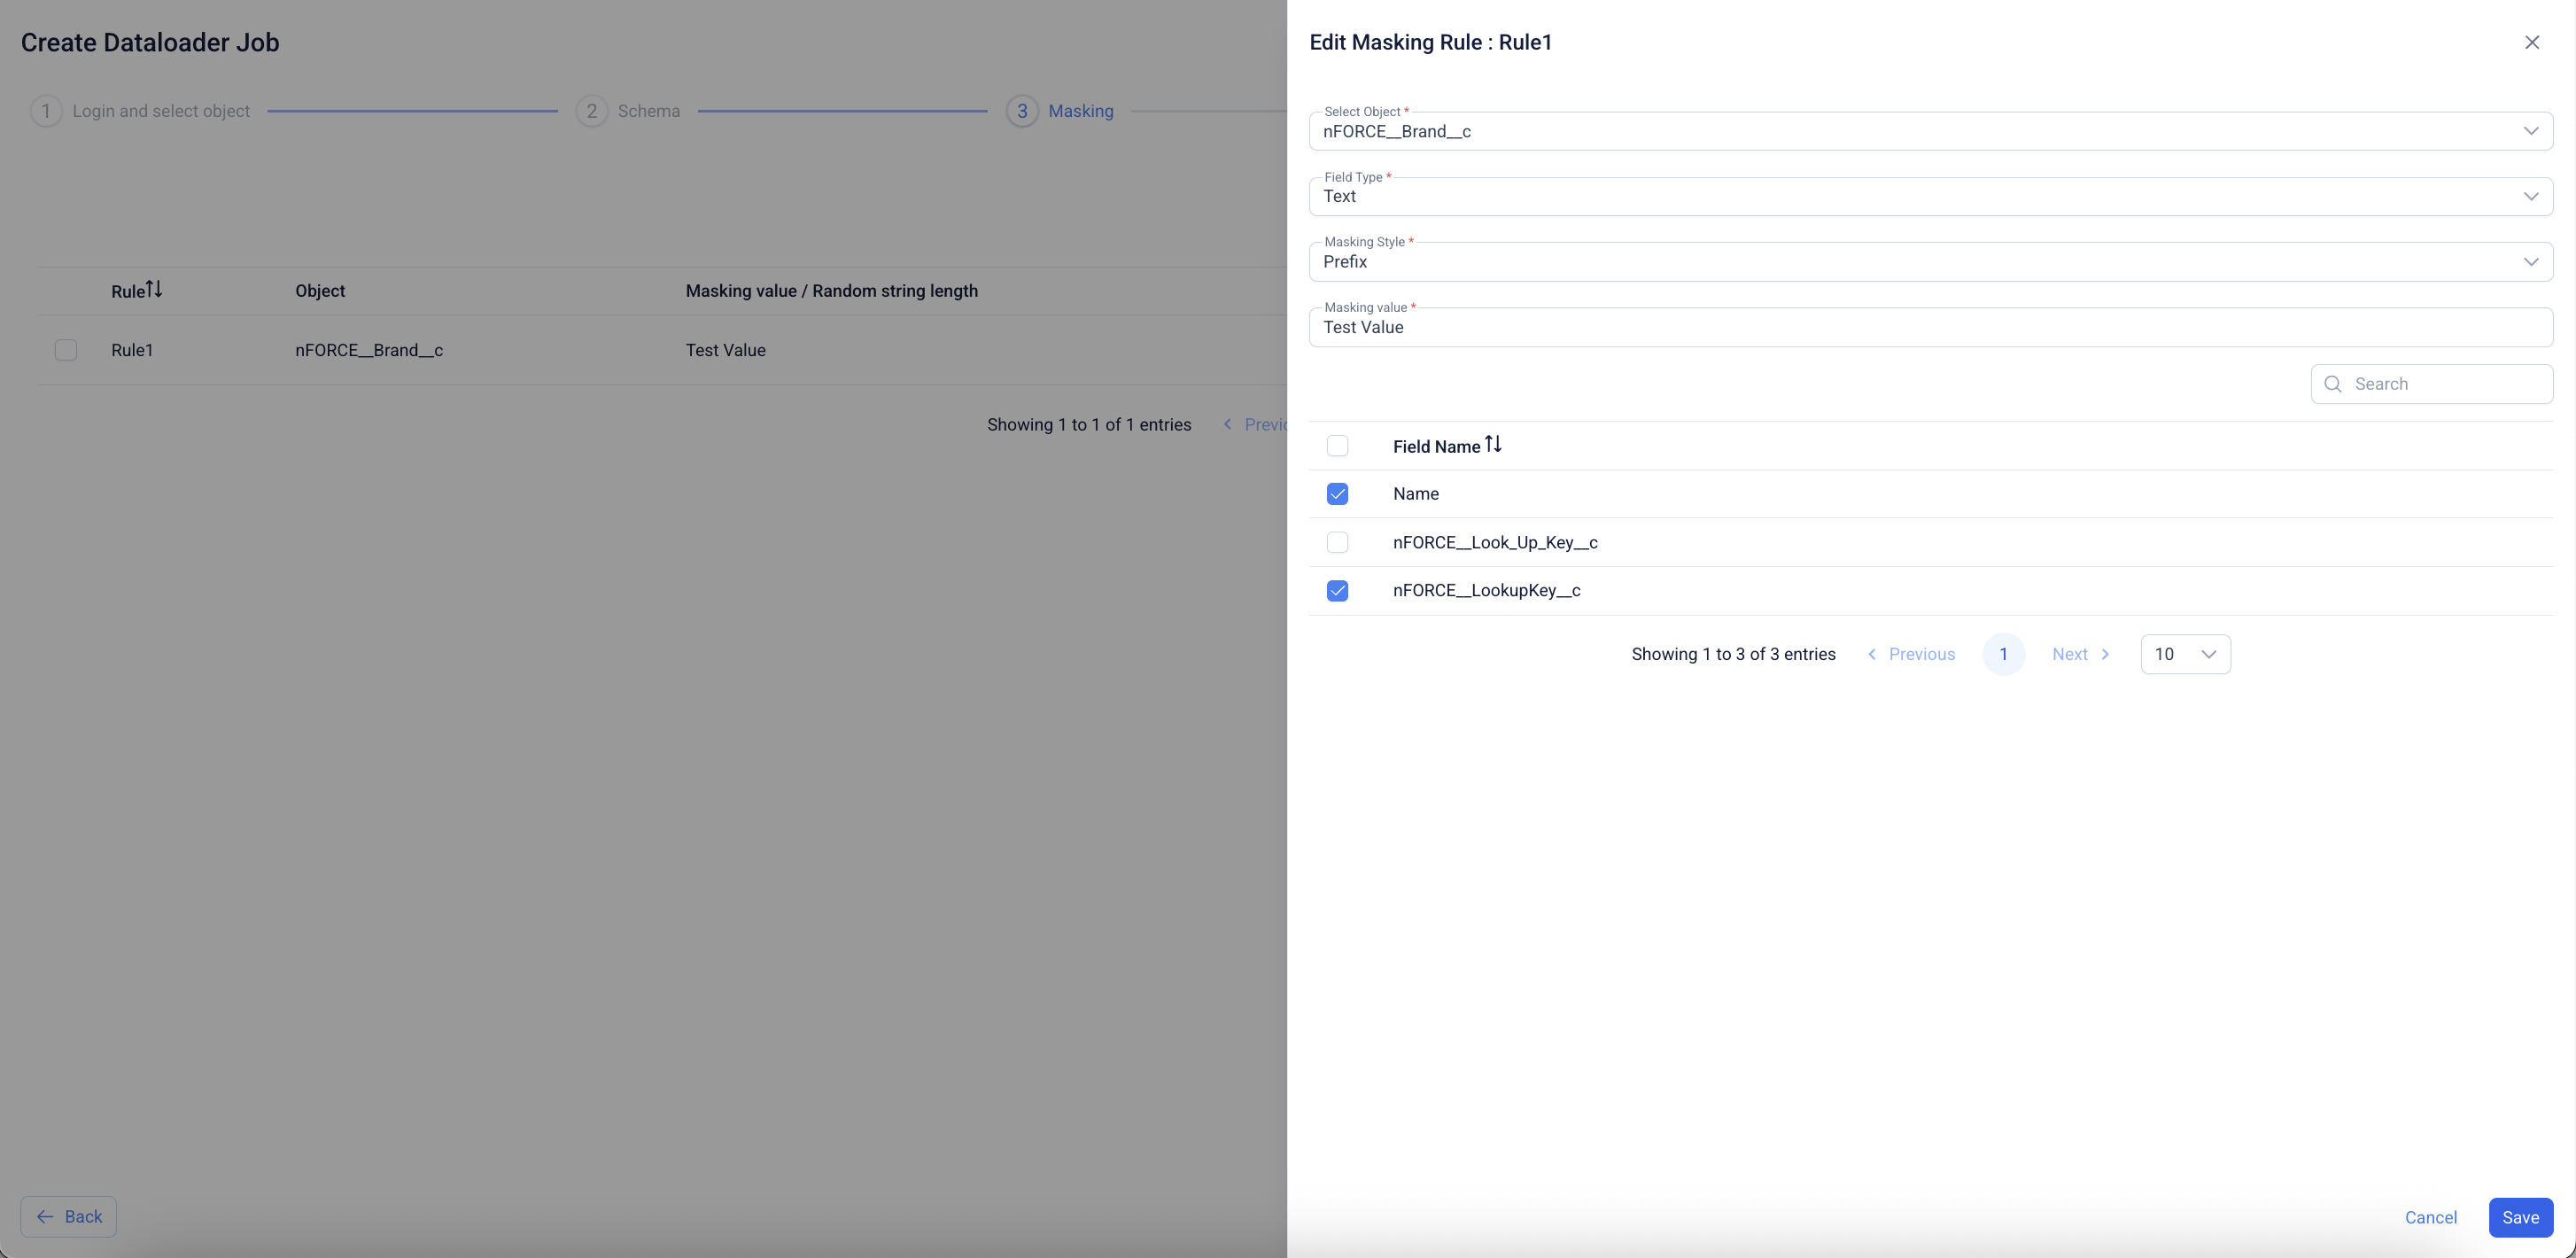 Create Dataloader Job
1 Login and select object 2 Schema 3 Masking
Rule Object Masking value / Random string length
Rule1 nFORCE__Brand__c Test Value
Showing 1 to 1 of 1 entries
Back
Edit Masking Rule : Rule1
Select Object *
nFORCE__Brand__c
Field Type *
Text
Masking Style *
Prefix
Masking value *
Test Value
Search
Field Name
Name
nFORCE__Look_Up_Key__c
nFORCE__LookupKey__c
Showing 1 to 3 of 3 entries Previous 1 Next 10
Cancel Save